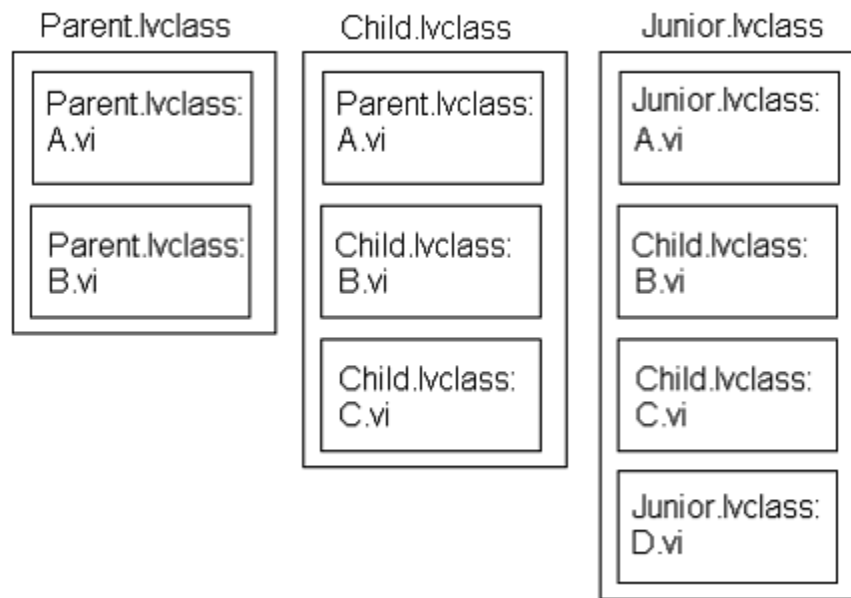 Parent.lvclass
Parent.lvclass:
A.vi
Parent.lvclass:
B.vi
Child.lvclass
Parent.lvclass:
A.vi
Child.lvclass:
B.vi
Child.lvclass:
C.vi
Junior.lvclass
Junior.lvclass:
A.vi
Child.lvclass:
B.vi
Child.lvclass:
C.vi
Junior.lvclass:
D.vi